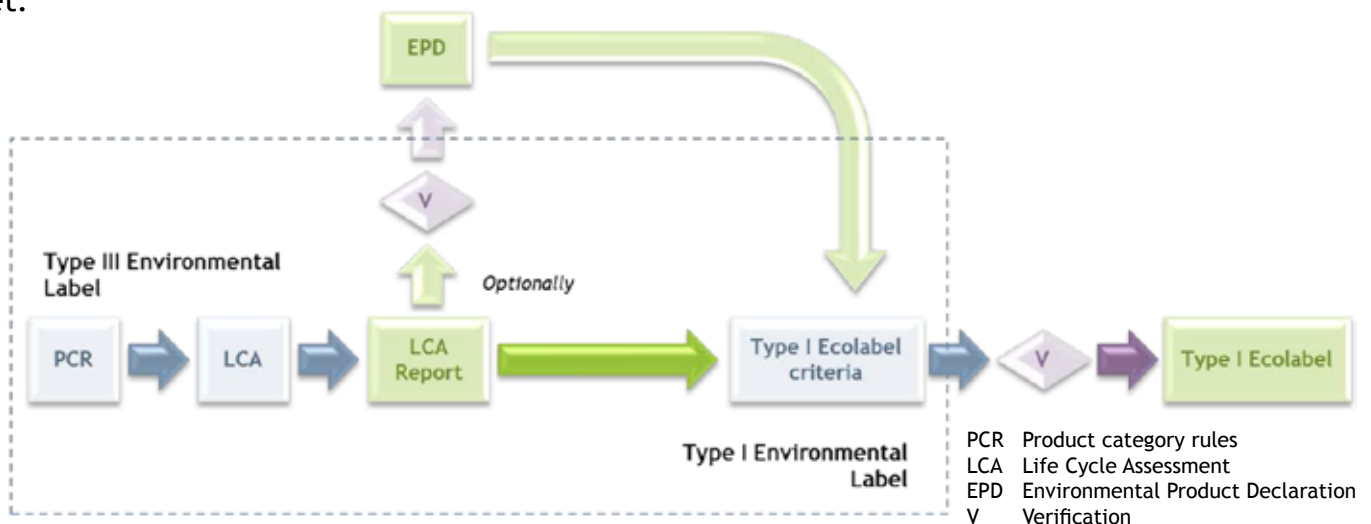 EPD
V
Type III Environmental
Label
Optionally
PCR
LCA
LCA
Report
Type I Ecolabel
criteria
V
Type I Ecolabel
Type I Environmental
Label
PCR Product category rules
LCA Life Cycle Assessment
EPD Environmental Product Declaration
V Verification